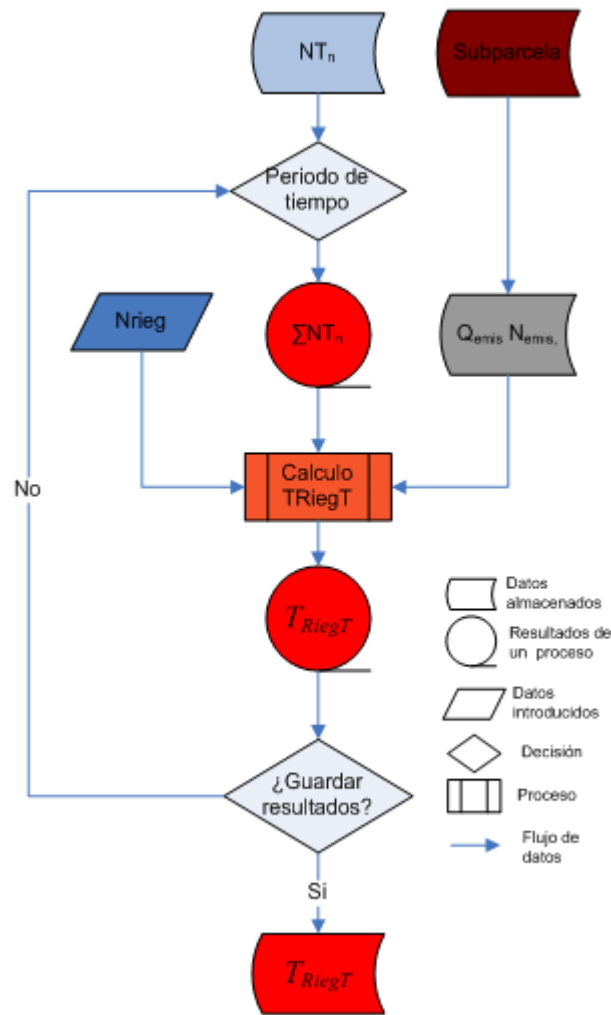 NTₙ
Subparcela
Periodo de
tiempo
Nrieg
∑NTₙ
Qemis Nemis,
Calculo
TRiegT
No
TRiegT
¿Guardar
resultados?
Si
TRiegT
Datos
almacenados
Resultados de
un proceso
Datos
introducidos
Decisión
Proceso
Flujo de
datos